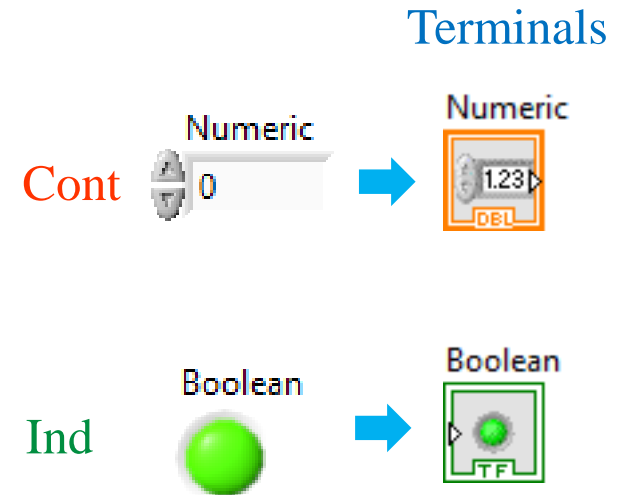 Terminals
Numeric
Numeric
Cont
0
1.23
DBL
Boolean
Boolean
Ind
TF